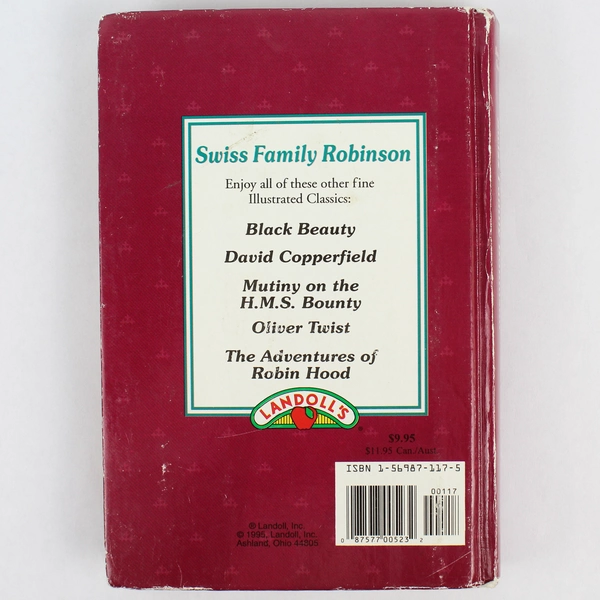 Swiss Family Robinson
Enjoy all of these other fine
Illustrated Classics:
Black Beauty
David Copperfield
Mutiny on the
H.M.S. Bounty
Oliver Twist
The Adventures of
Robin Hood
LANDOLL'S
$9.95
$11.95 Can./Aust.
ISBN 1-56987-117-5
00117
0 87577 00523 2
© Landoll, Inc
© 1995, Landoll, Inc.
Ashland, Ohio 44805